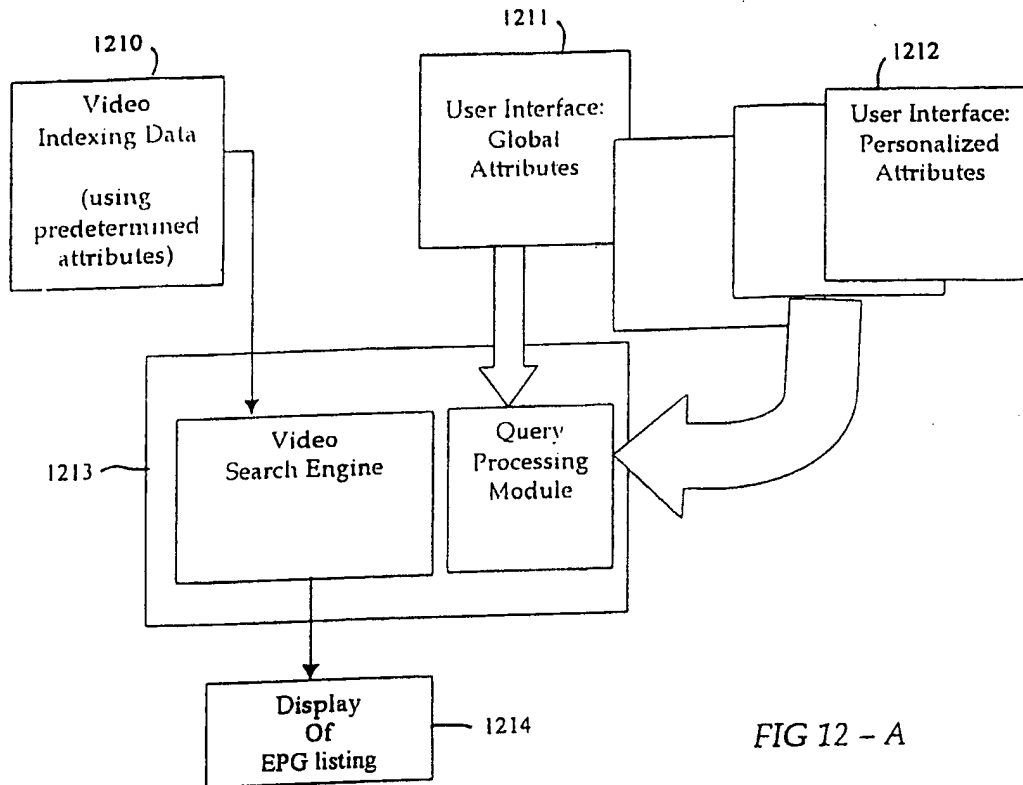 1210
1211
1212
Video
Indexing Data
(using
predetermined
attributes)
User Interface:
Global
Attributes
User Interface:
Personalized
Attributes
1213
Video
Search Engine
Query
Processing
Module
Display
Of
EPG listing
1214
FIG 12 – A